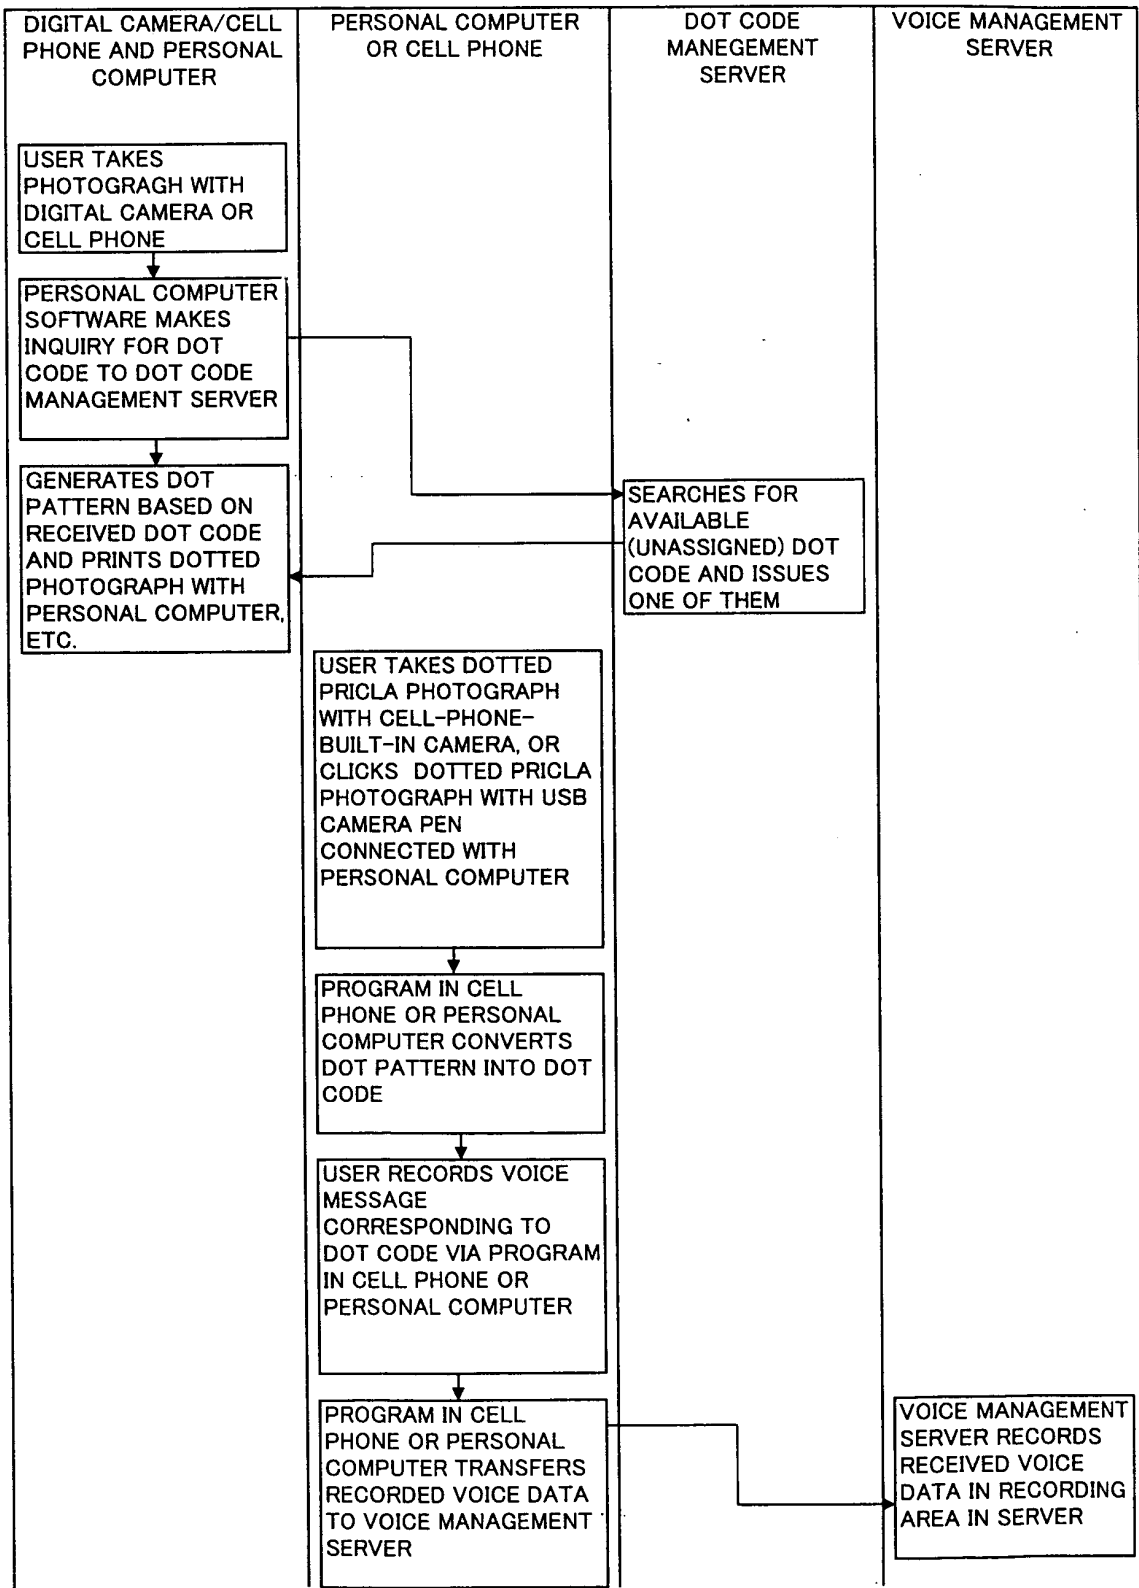 DIGITAL CAMERA/CELL
PHONE AND PERSONAL
COMPUTER
PERSONAL COMPUTER
OR CELL PHONE
DOT CODE
MANEGEMENT
SERVER
VOICE MANAGEMENT
SERVER
USER TAKES
PHOTOGRAGH WITH
DIGITAL CAMERA OR
CELL PHONE
PERSONAL COMPUTER
SOFTWARE MAKES
INQUIRY FOR DOT
CODE TO DOT CODE
MANAGEMENT SERVER
GENERATES DOT
PATTERN BASED ON
RECEIVED DOT CODE
AND PRINTS DOTTED
PHOTOGRAPH WITH
PERSONAL COMPUTER,
ETC.
SEARCHES FOR
AVAILABLE
(UNASSIGNED) DOT
CODE AND ISSUES
ONE OF THEM
USER TAKES DOTTED
PRICLA PHOTOGRAPH
WITH CELL-PHONE-
BUILT-IN CAMERA, OR
CLICKS DOTTED PRICLA
PHOTOGRAPH WITH USB
CAMERA PEN
CONNECTED WITH
PERSONAL COMPUTER
PROGRAM IN CELL
PHONE OR PERSONAL
COMPUTER CONVERTS
DOT PATTERN INTO DOT
CODE
USER RECORDS VOICE
MESSAGE
CORRESPONDING TO
DOT CODE VIA PROGRAM
IN CELL PHONE OR
PERSONAL COMPUTER
PROGRAM IN CELL
PHONE OR PERSONAL
COMPUTER TRANSFERS
RECORDED VOICE DATA
TO VOICE MANAGEMENT
SERVER
VOICE MANAGEMENT
SERVER RECORDS
RECEIVED VOICE
DATA IN RECORDING
AREA IN SERVER